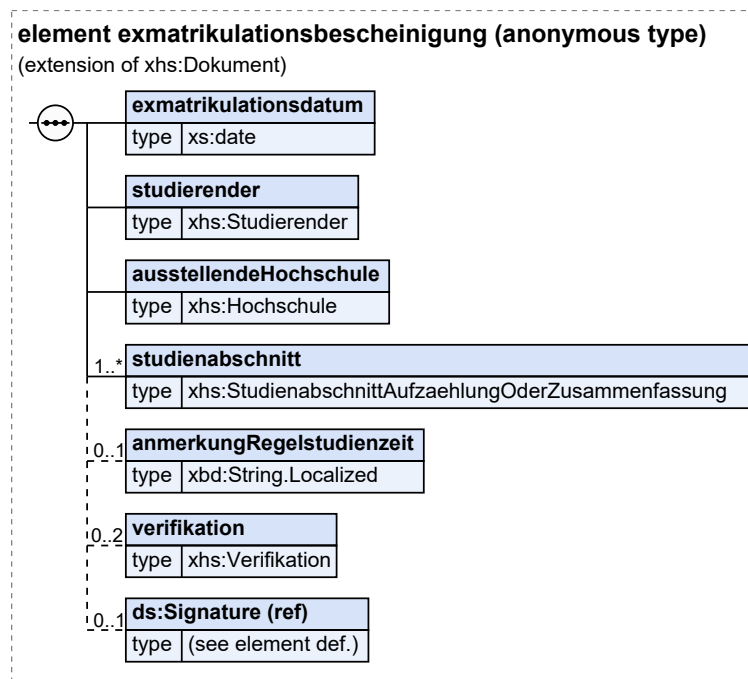 element exmatrikulationsbescheinigung (anonymous type)
(extension of xhs:Dokument)
exmatrikulationsdatum
type xs:date
studierender
type xhs:Studierender
ausstellendeHochschule
type xhs:Hochschule
1..* studienabschnitt
type xhs:StudienabschnittAufzaehlungOderZusammenfassung
0..1 anmerkungRegelstudienzeit
type xbd:String.Localized
0..2 verifikation
type xhs:Verifikation
0..1 ds:Signature (ref)
type (see element def.)